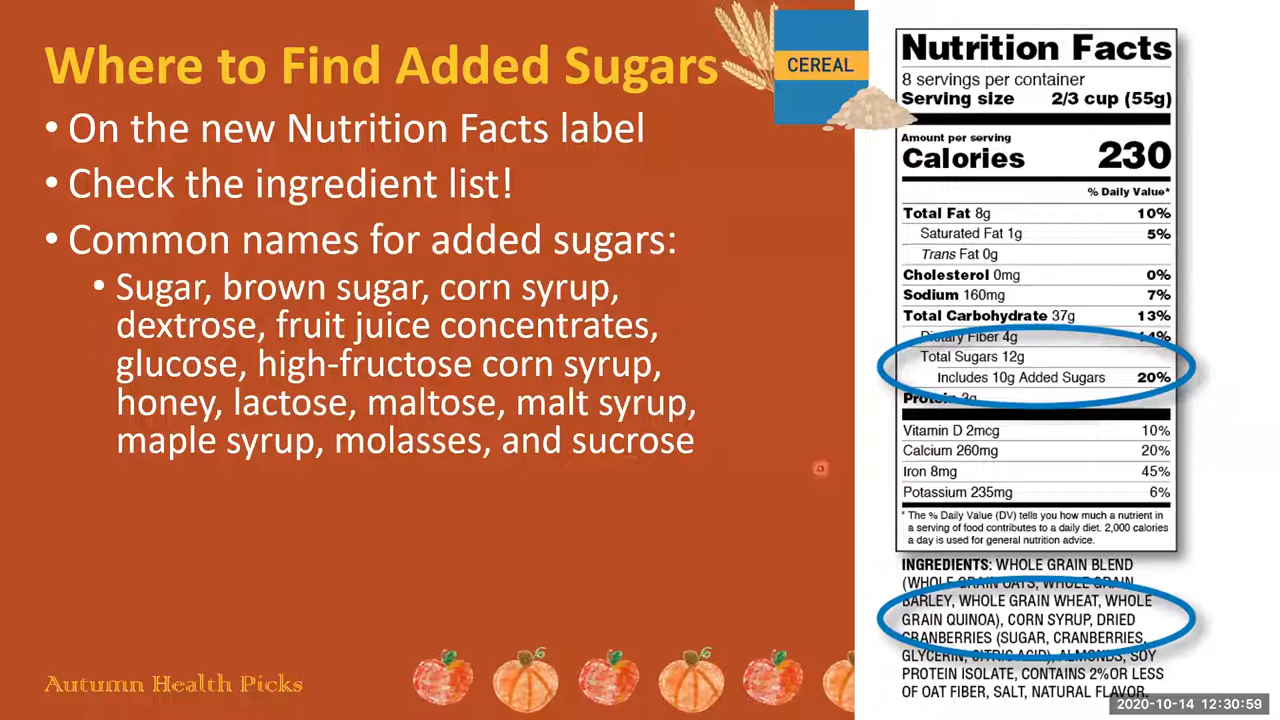 Where to Find Added Sugars
• On the new Nutrition Facts label
• Check the ingredient list!
• Common names for added sugars:
• Sugar, brown sugar, corn syrup,
dextrose, fruit juice concentrates,
glucose, high-fructose corn syrup,
honey, lactose, maltose, malt syrup,
maple syrup, molasses, and sucrose
Autumn Health Picks
CEREAL
Nutrition Facts
8 servings per container
Serving size 2/3 cup (55g)
Amount per serving
Calories 230
% Daily Value*
Total Fat 8g 10%
Saturated Fat 1g 5%
Trans Fat 0g
Cholesterol 0mg 0%
Sodium 160mg 7%
Total Carbohydrate 37g 13%
Dietary Fiber 4g 14%
Total Sugars 12g
Includes 10g Added Sugars 20%
Protein 3g
Vitamin D 2mcg 10%
Calcium 260mg 20%
Iron 8mg 45%
Potassium 235mg 6%
* The % Daily Value (DV) tells you how much a nutrient in
a serving of food contributes to a daily diet. 2,000 calories
a day is used for general nutrition advice.
INGREDIENTS: WHOLE GRAIN BLEND
(WHOLE GRAIN OATS, WHOLE GRAIN
BARLEY, WHOLE GRAIN WHEAT, WHOLE
GRAIN QUINOA), CORN SYRUP, DRIED
CRANBERRIES (SUGAR, CRANBERRIES,
GLYCERIN, CITRIC ACID), ALMONDS, SOY
PROTEIN ISOLATE, CONTAINS 2%OR LESS
OF OAT FIBER, SALT, NATURAL FLAVOR.
2020-10-14 12:30:59